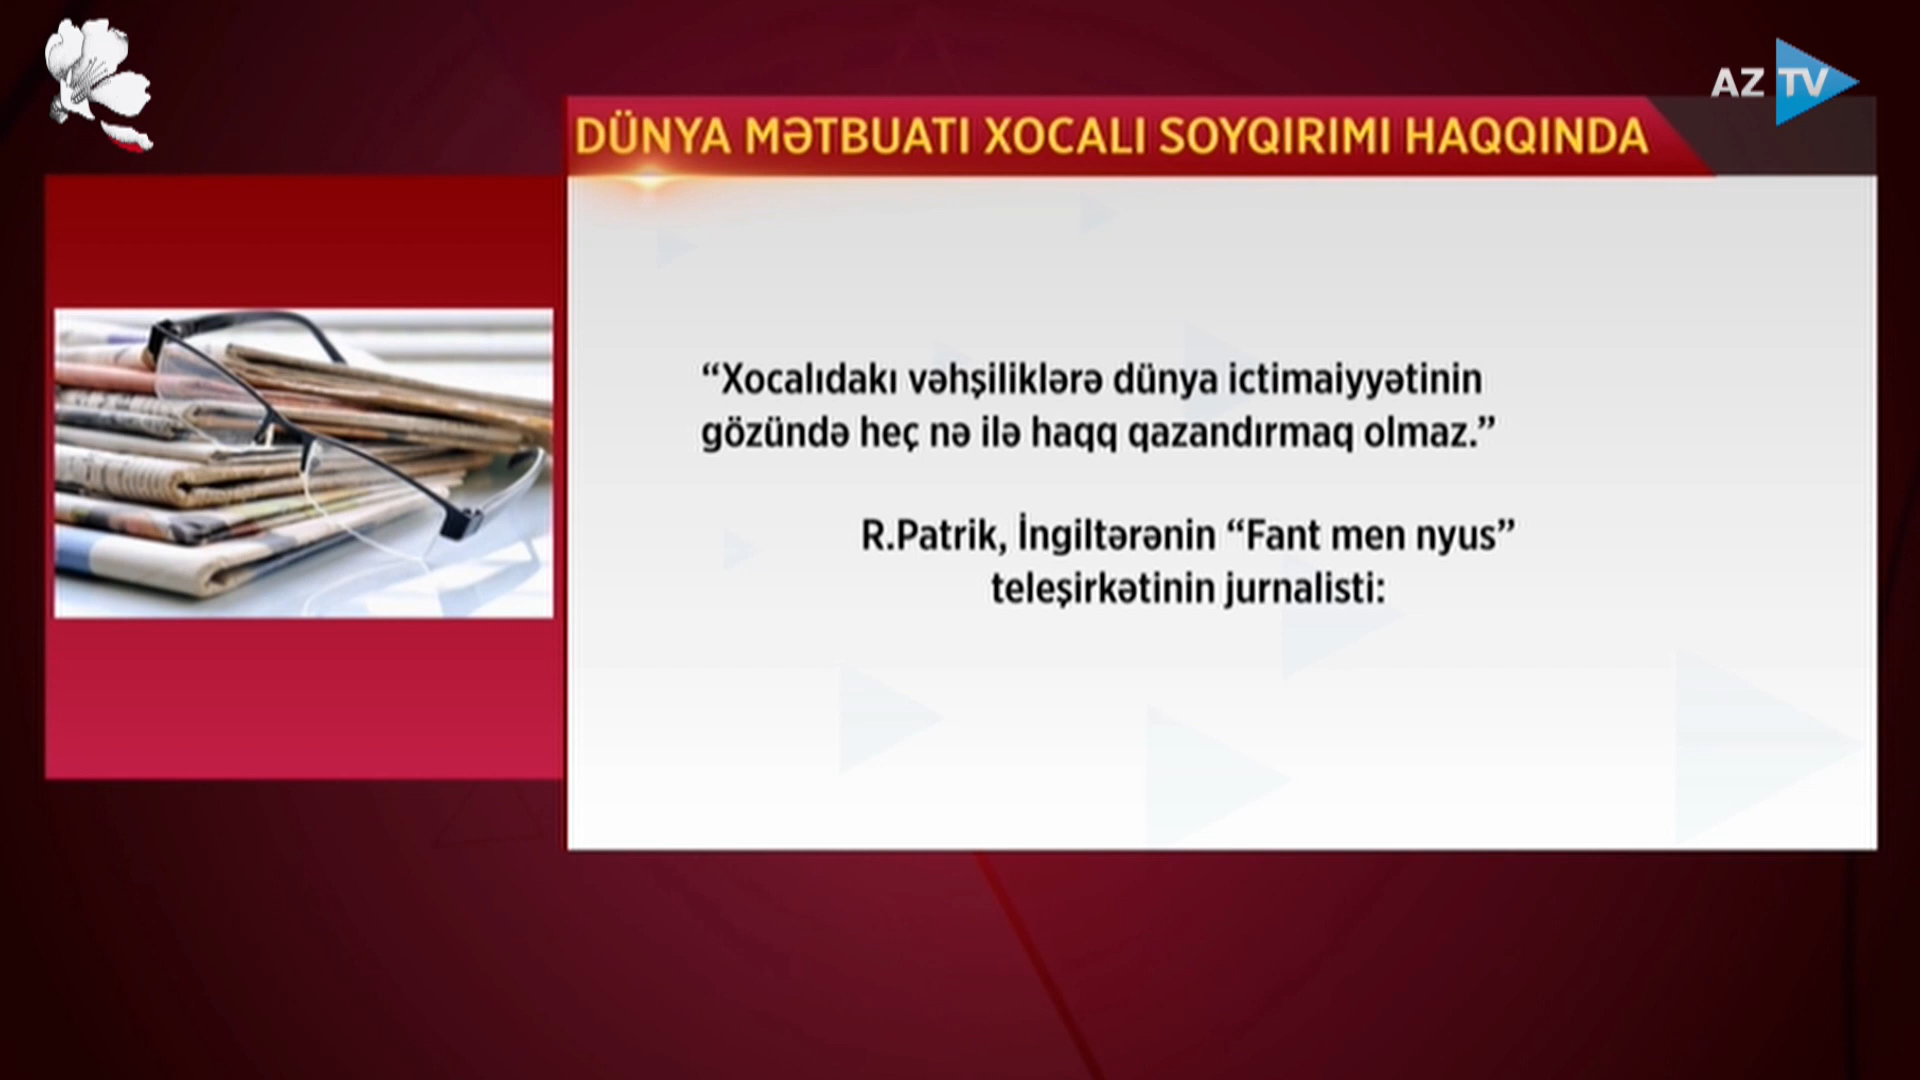 AZ TV
DÜNYA MƏTBUATI XOCALI SOYQIRIMI HAQQINDA
“Xocalıdakı vəhşiliklərə dünya ictimaiyyətinin
gözündə heç nə ilə haqq qazandırmaq olmaz.”
R.Patrik, İngiltərənin “Fant men nyus”
teleşirkətinin jurnalisti: